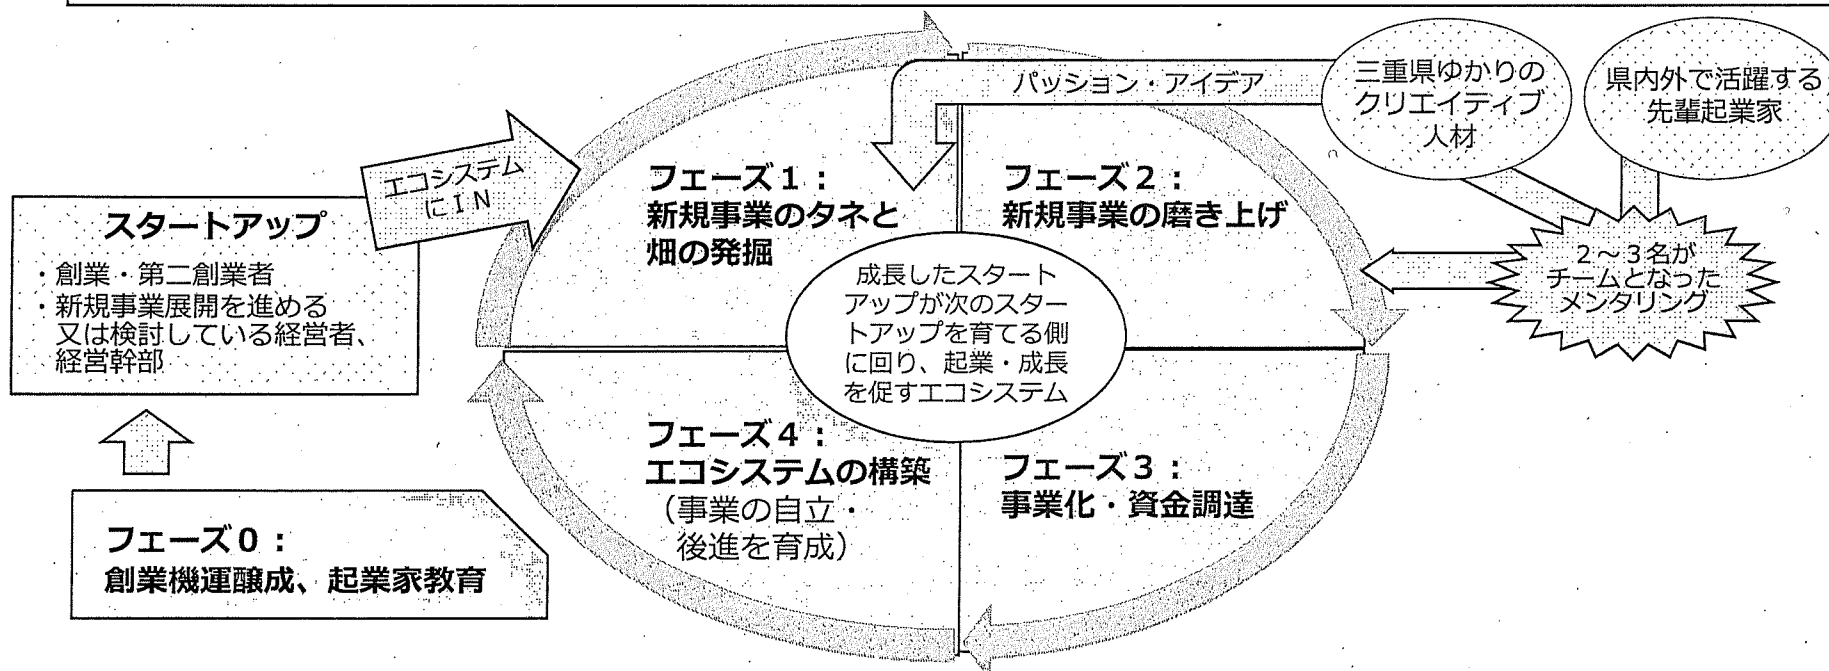 パッション・アイデア
三重県ゆかりの
クリエイティブ
人材
県内外で活躍する
先輩起業家
エコシステム
にＩＮ
フェーズ１：
新規事業のタネと
畑の発掘
フェーズ２：
新規事業の磨き上げ
スタートアップ
・創業・第二創業者
・新規事業展開を進める
又は検討している経営者、
経営幹部
２～３名が
チームとなった
メンタリング
成長したスタート
アップが次のスター
トアップを育てる側
に回り、起業・成長
を促すエコシステム
フェーズ４：
エコシステムの構築
（事業の自立・
後進を育成）
フェーズ３：
事業化・資金調達
フェーズ０：
創業機運醸成、起業家教育